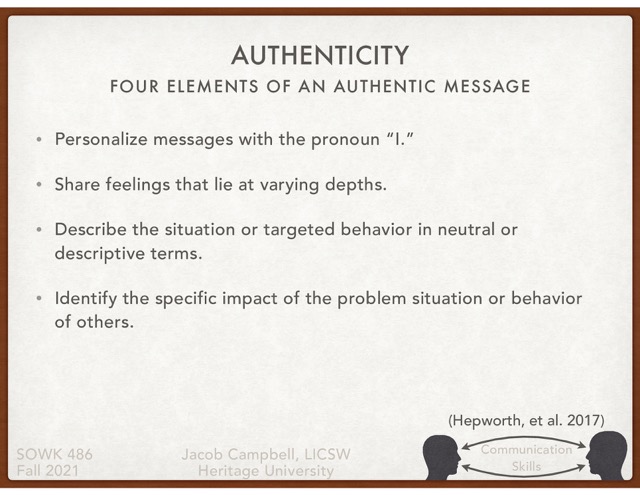 AUTHENTICITY
FOUR ELEMENTS OF AN AUTHENTIC MESSAGE
• Personalize messages with the pronoun “I.”
• Share feelings that lie at varying depths.
• Describe the situation or targeted behavior in neutral or
descriptive terms.
• Identify the specific impact of the problem situation or behavior
of others.
(Hepworth, et al. 2017)
SOWK 486
Fall 2021
Jacob Campbell, LICSW
Heritage University
Communication
Skills